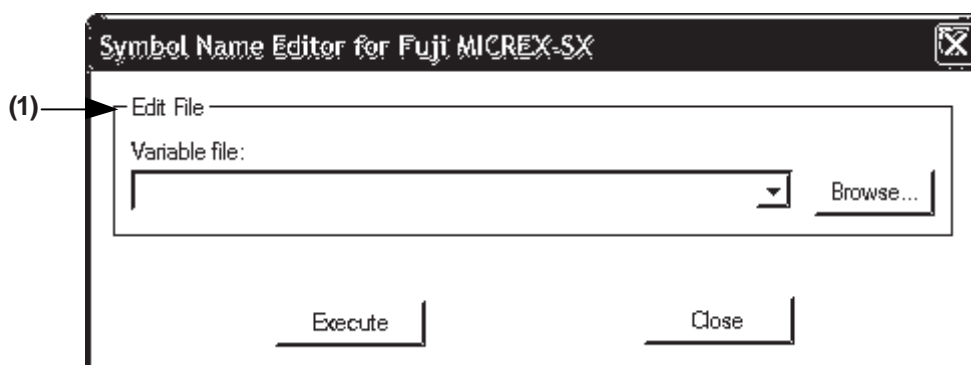 Symbol Name Editor for Fuji MICREX-SX
(1)
Edit File
Variable file:
Browse...
Execute
Close